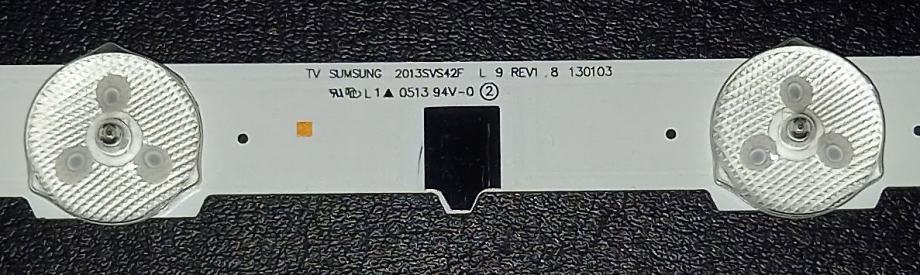 TV SUMSUNG 2013SVS42F L 9 REV1 .8 130103
L1▲ 0513 94V-0 ②